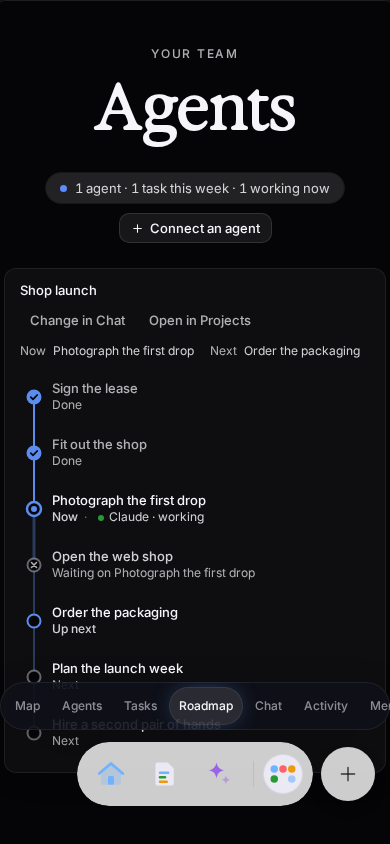 YOUR TEAM
Agents
1 agent · 1 task this week · 1 working now
+ Connect an agent
Shop launch
Change in Chat Open in Projects
Now Photograph the first drop Next Order the packaging
Sign the lease
Done
Fit out the shop
Done
Photograph the first drop
Now · Claude · working
Open the web shop
Waiting on Photograph the first drop
Order the packaging
Up next
Plan the launch week
Next
Map Agents Tasks Roadmap Chat Activity Me
Hire a second pair of hands
Next